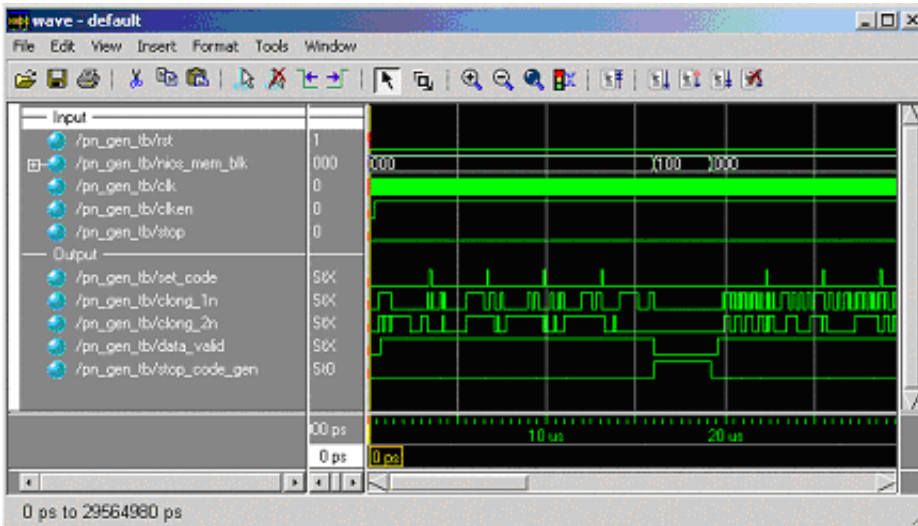 wave - default
File Edit View Insert Format Tools Window
Input
/pn_gen_tb/rst 1
/pn_gen_tb/nios_mem_blk 000 000 100 000
/pn_gen_tb/clk 0
/pn_gen_tb/clken 0
/pn_gen_tb/stop 0
Output
/pn_gen_tb/set_code StX
/pn_gen_tb/clong_1n StX
/pn_gen_tb/clong_2n StX
/pn_gen_tb/data_valid StX
/pn_gen_tb/stop_code_gen St0
00 ps 10 us 20 us
0 ps 0 ps
0 ps to 29564980 ps